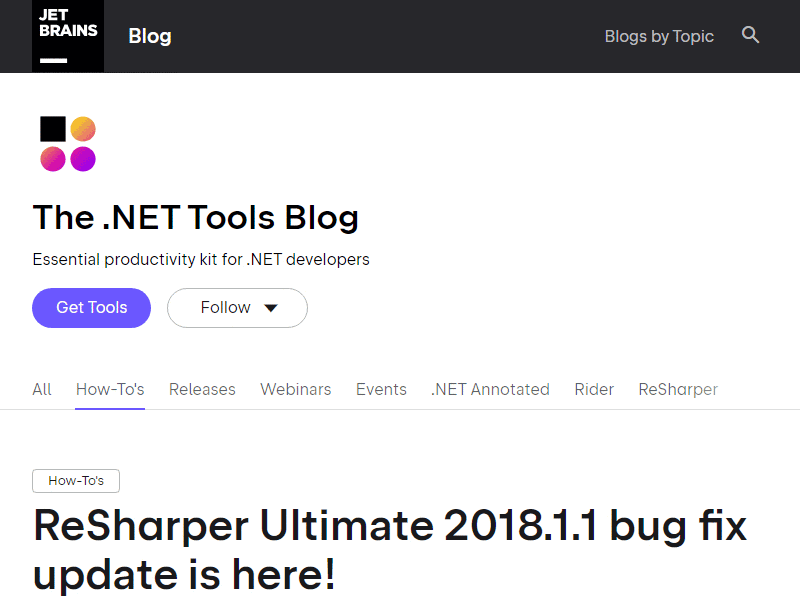 JET
BRAINS
Blog
Blogs by Topic
The .NET Tools Blog
Essential productivity kit for .NET developers
Get Tools
Follow
All How-To's Releases Webinars Events .NET Annotated Rider ReSharper
How-To's
ReSharper Ultimate 2018.1.1 bug fix
update is here!